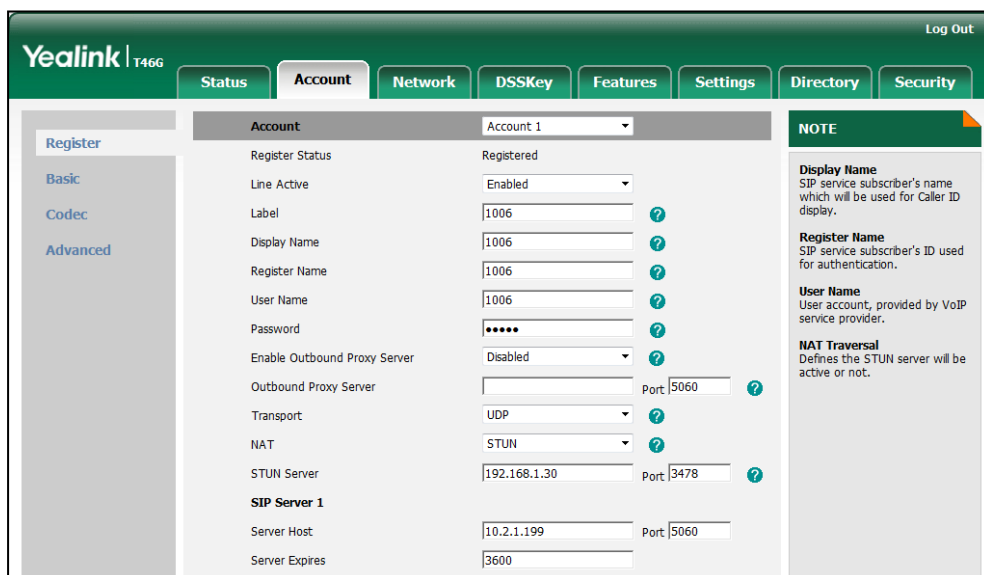 Log Out
Yealink T46G
Status Account Network DSSKey Features Settings Directory Security
Register
Basic
Codec
Advanced
Account Account 1
Register Status Registered
Line Active Enabled
Label 1006 ?
Display Name 1006 ?
Register Name 1006 ?
User Name 1006 ?
Password ••••• ?
Enable Outbound Proxy Server Disabled ?
Outbound Proxy Server Port 5060 ?
Transport UDP ?
NAT STUN ?
STUN Server 192.168.1.30 Port 3478 ?
SIP Server 1
Server Host 10.2.1.199 Port 5060
Server Expires 3600
NOTE
Display Name
SIP service subscriber's name
which will be used for Caller ID
display.
Register Name
SIP service subscriber's ID used
for authentication.
User Name
User account, provided by VoIP
service provider.
NAT Traversal
Defines the STUN server will be
active or not.